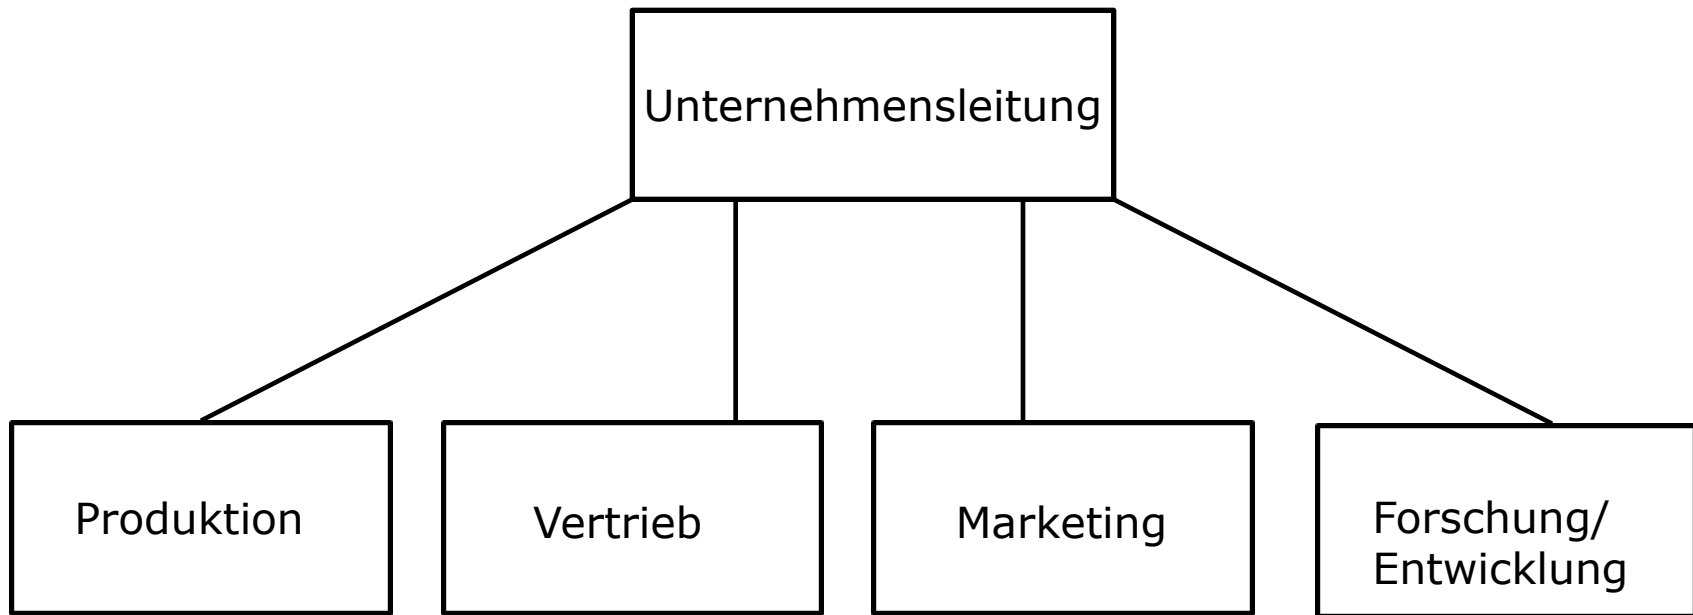 Unternehmensleitung
Produktion
Vertrieb
Marketing
Forschung/
Entwicklung